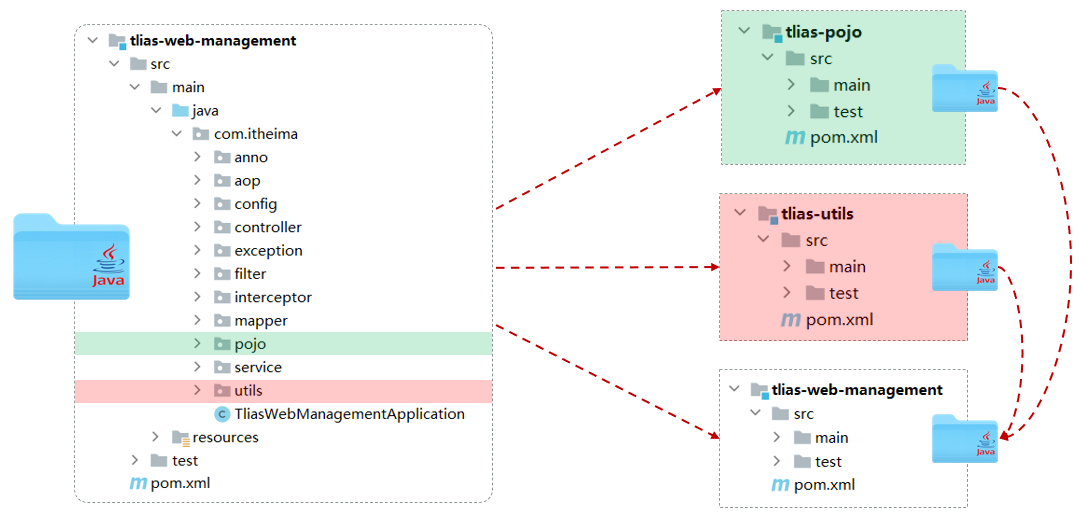 tlias-web-management
src
main
java
com.itheima
anno
aop
config
controller
exception
filter
interceptor
mapper
pojo
service
utils
C TliasWebManagementApplication
resources
test
m pom.xml
Java
tlias-pojo
src
main
test
m pom.xml
Java
tlias-utils
src
main
test
m pom.xml
Java
tlias-web-management
src
main
test
m pom.xml
Java